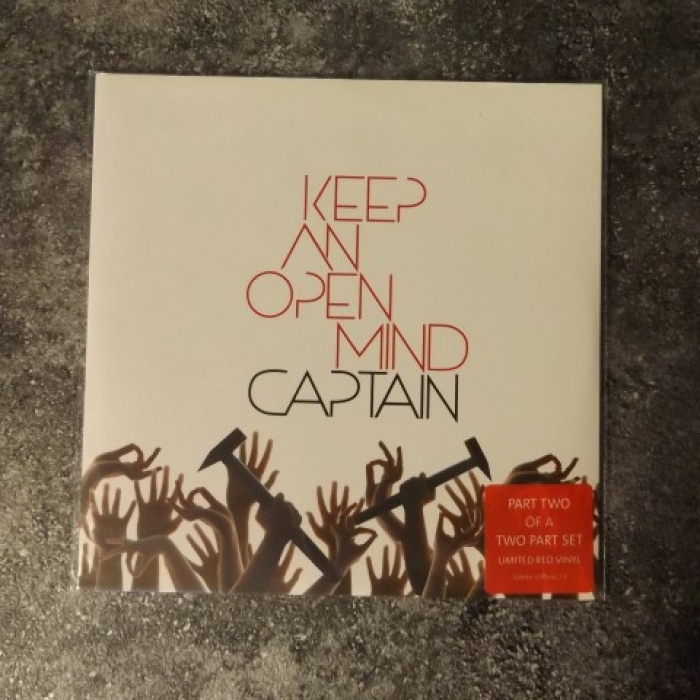 KEEP
AN
OPEN
MIND
CAPTAIN
PART TWO
OF A
TWO PART SET
LIMITED RED VINYL